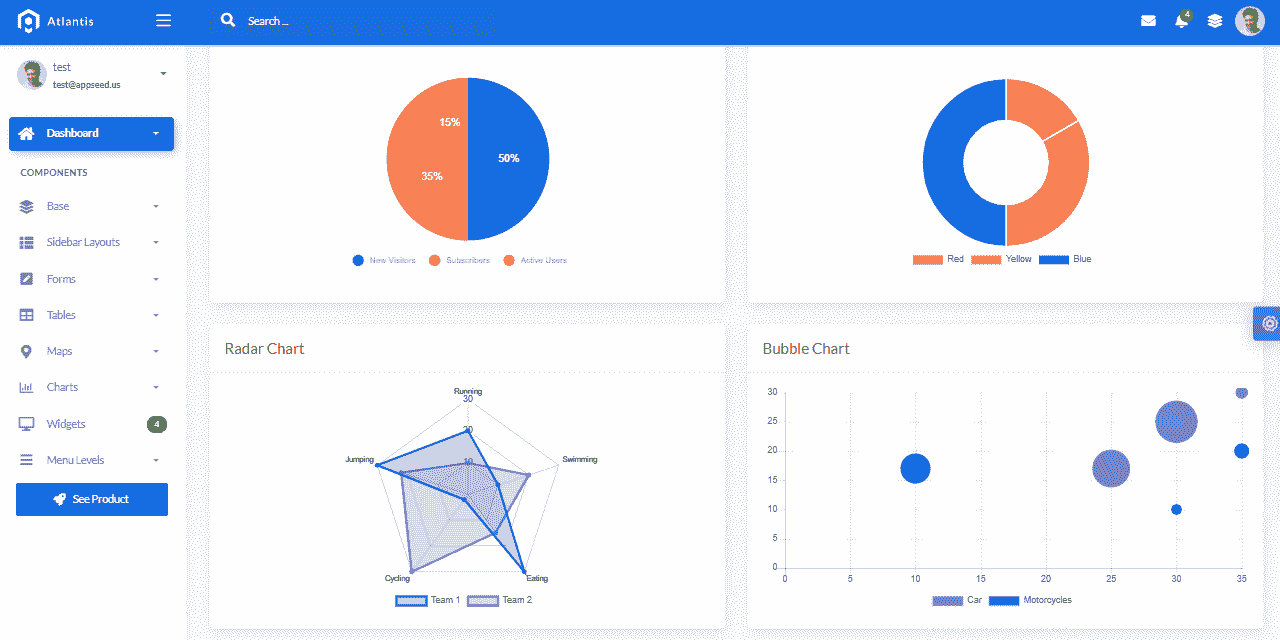 Atlantis
Search ...
4
test
test@appseed.us
Dashboard
COMPONENTS
Base
Sidebar Layouts
Forms
Tables
Maps
Charts
Widgets
4
Menu Levels
See Product
15%
50%
35%
New Visitors Subscribers Active Users
Red Yellow Blue
Radar Chart
Running
30
20
10
Jumping
Swimming
Cycling
Eating
Team 1 Team 2
Bubble Chart
30
25
20
15
10
5
0
0 5 10 15 20 25 30 35
Car Motorcycles